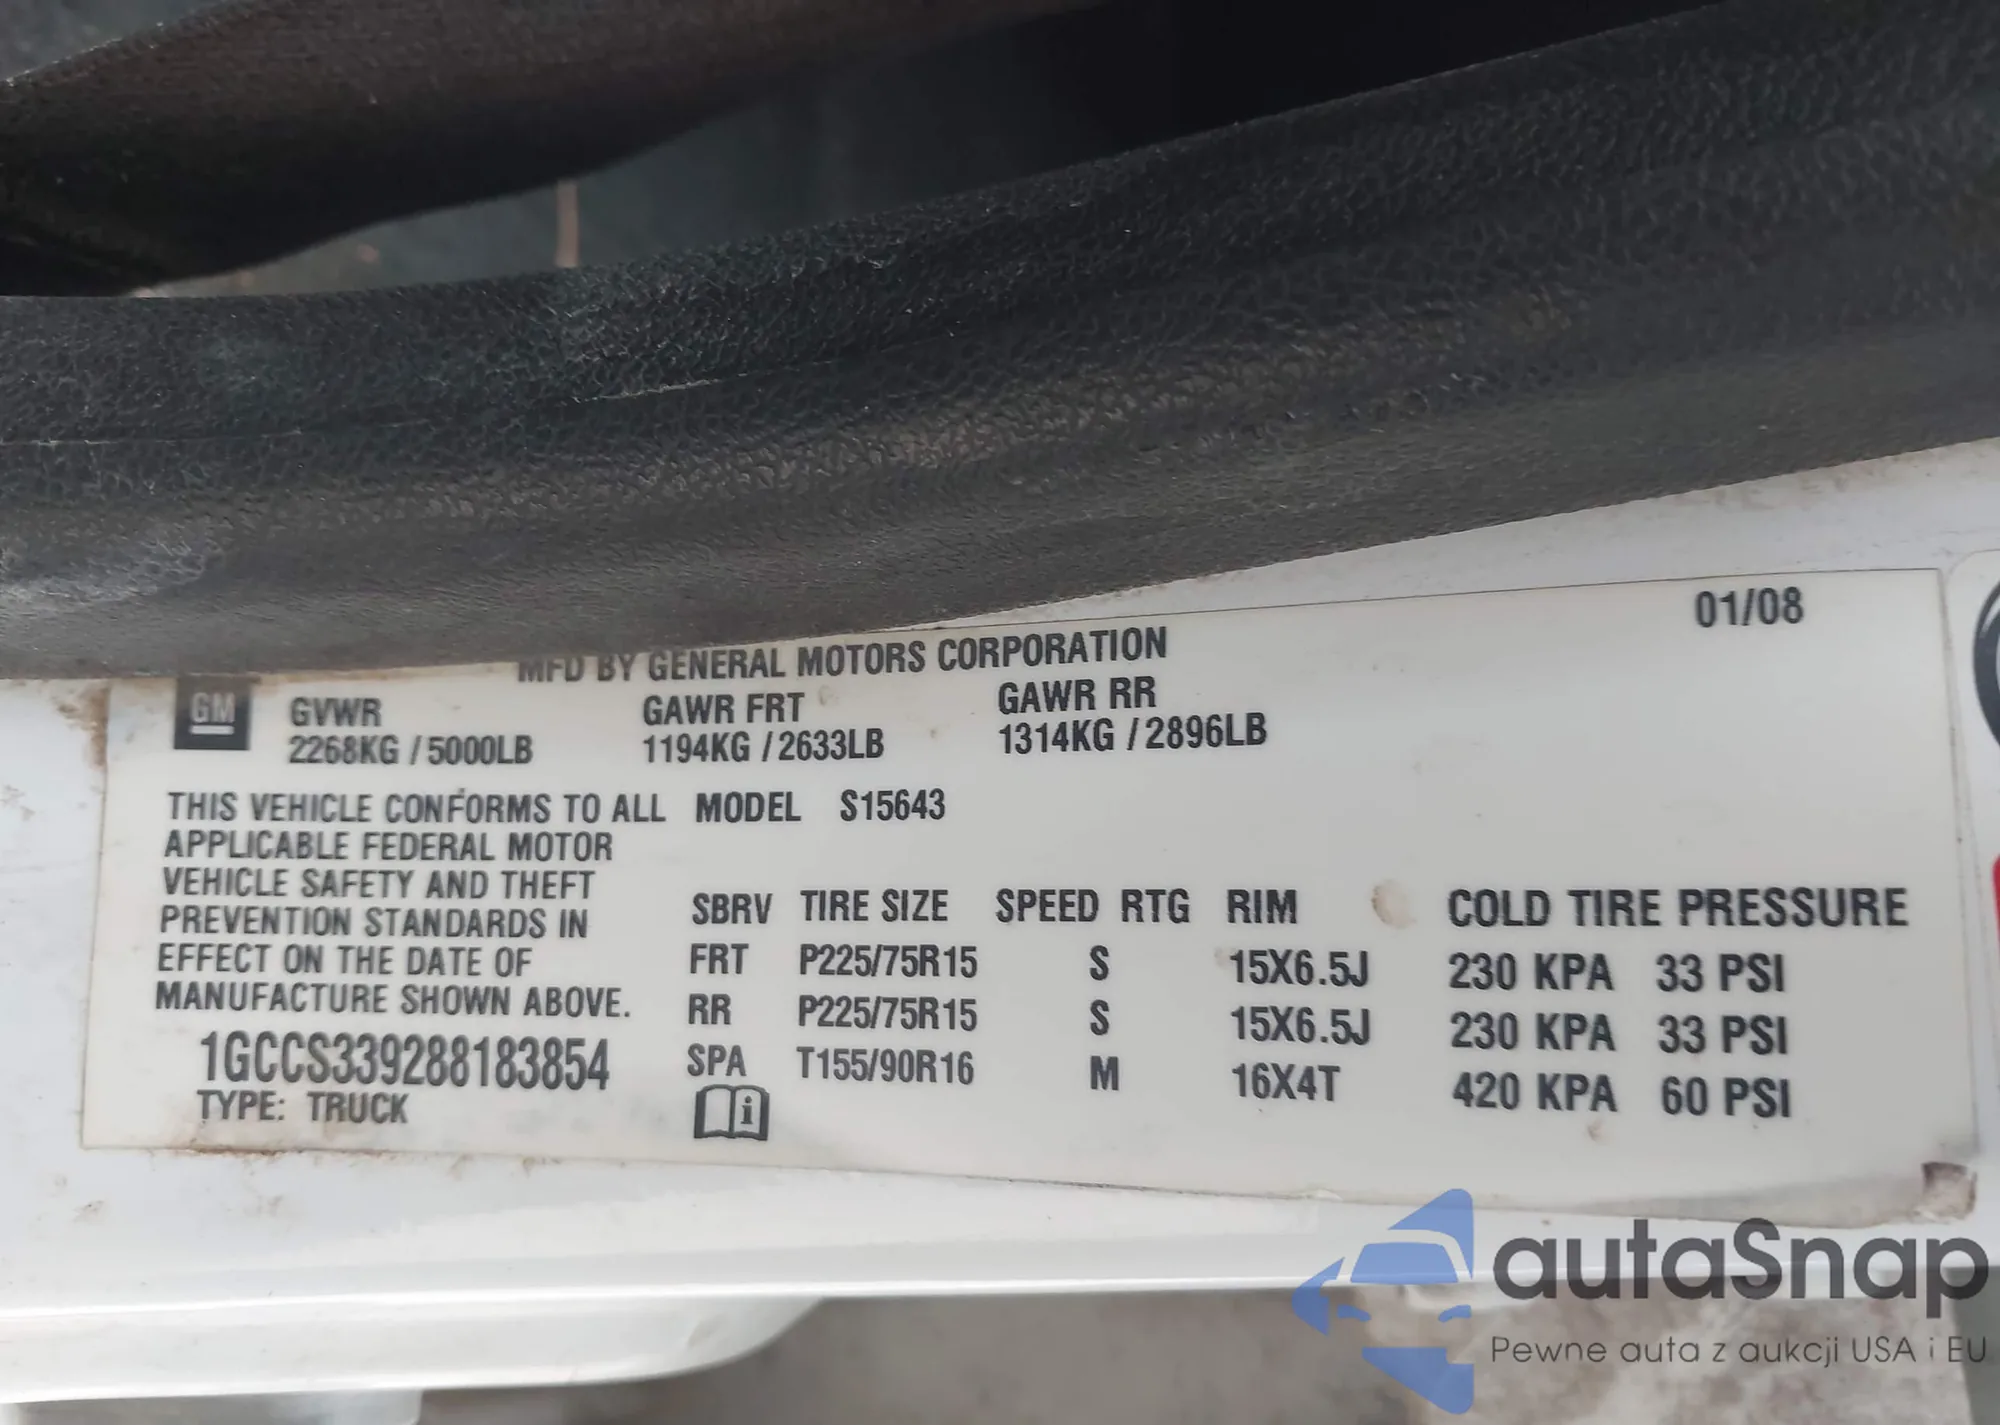 01/08
MFD BY GENERAL MOTORS CORPORATION
GM
GVWR GAWR FRT GAWR RR
2268KG / 5000LB 1194KG / 2633LB 1314KG / 2896LB
THIS VEHICLE CONFORMS TO ALL
APPLICABLE FEDERAL MOTOR
VEHICLE SAFETY AND THEFT
PREVENTION STANDARDS IN
EFFECT ON THE DATE OF
MANUFACTURE SHOWN ABOVE.
1GCCS339288183854
TYPE: TRUCK
MODEL S15643
SBRV TIRE SIZE SPEED RTG RIM COLD TIRE PRESSURE
FRT P225/75R15 S 15X6.5J 230 KPA 33 PSI
RR P225/75R15 S 15X6.5J 230 KPA 33 PSI
SPA T155/90R16 M 16X4T 420 KPA 60 PSI
i
autaSnap
Pewne auta z aukcji USA i EU